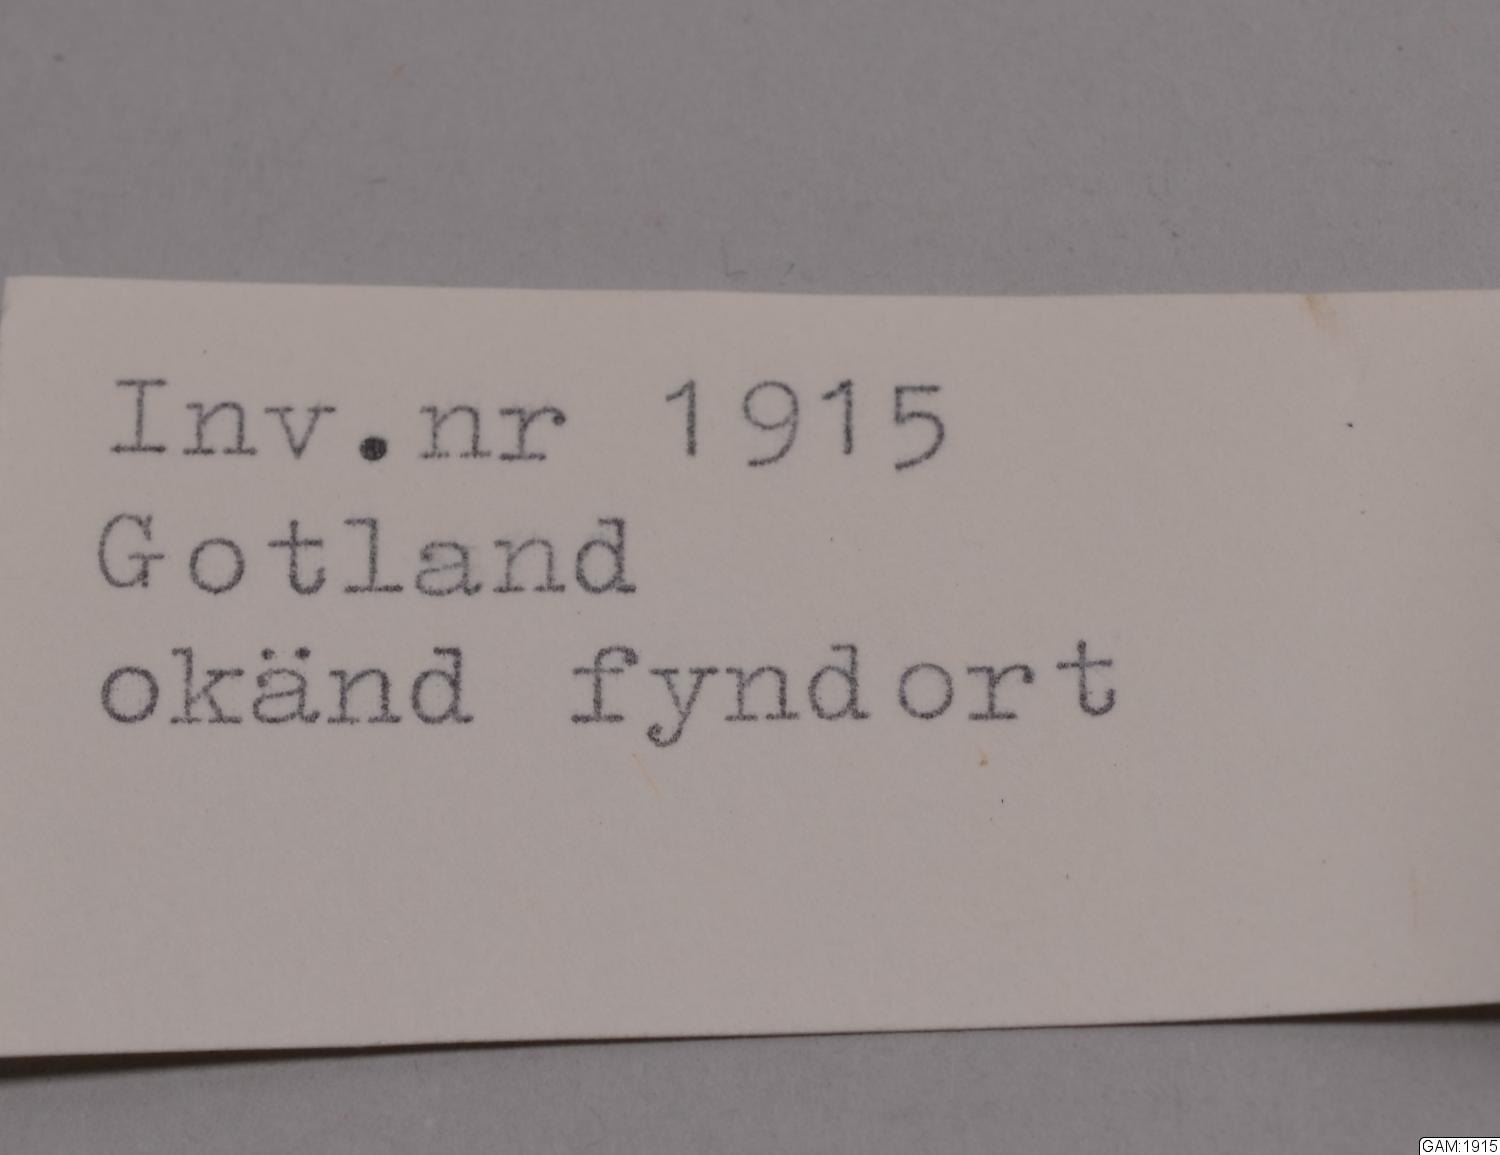 Inv.nr 1915
Gotland
okänd fyndort
GAM:1915